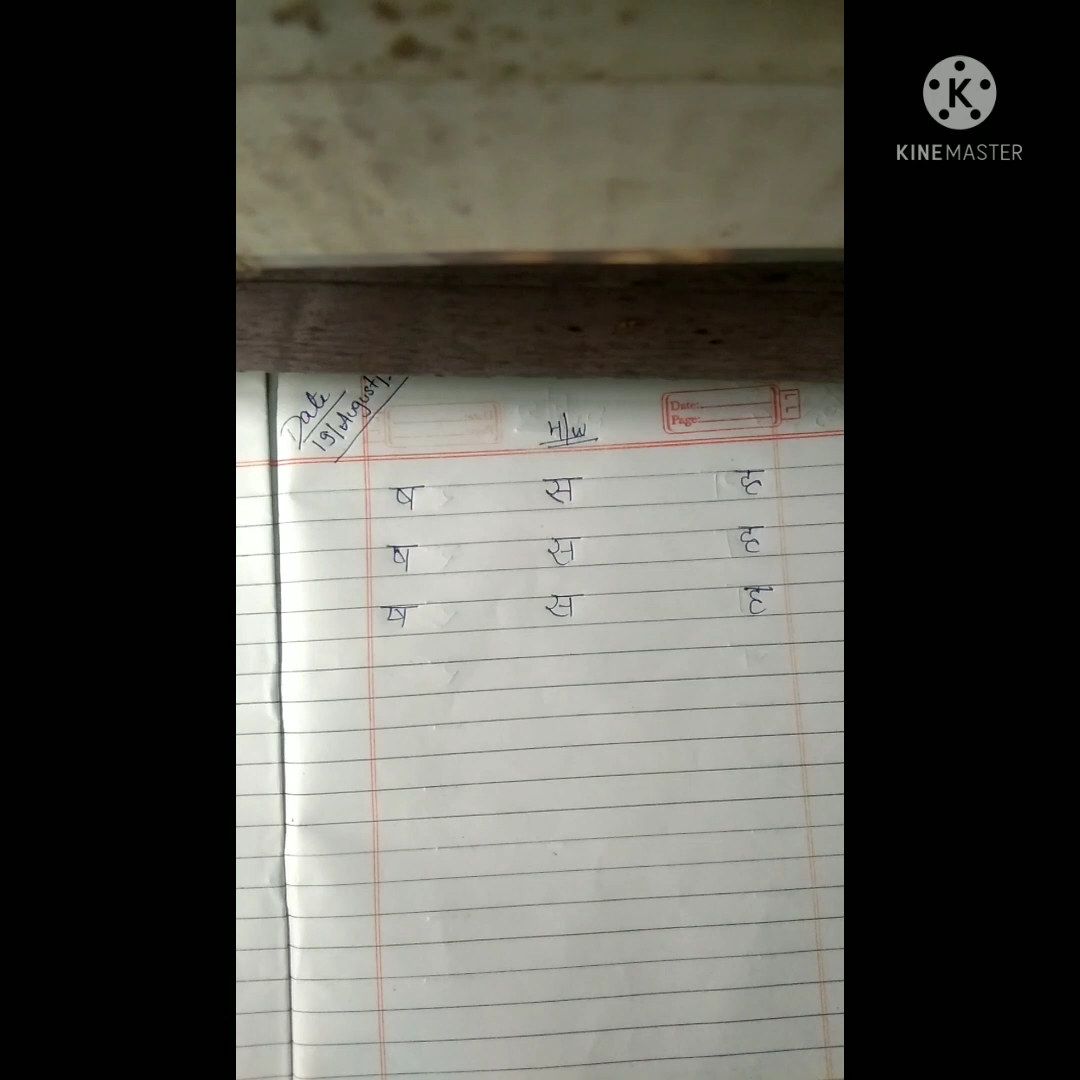 KINEMASTER
Date
19/August/
H/W
Date:
Page:
ष स ह
ष स ह
ष स ह